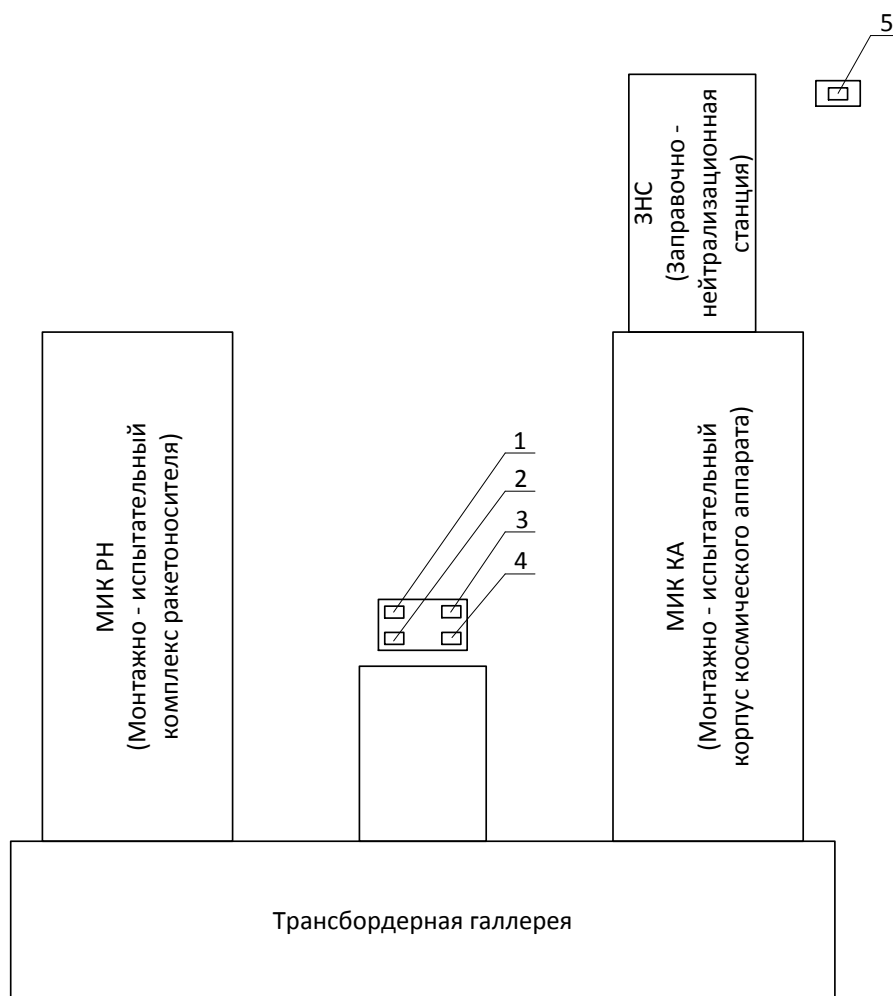 5
ЗНС
(Заправочно -
нейтрализационная
станция)
МИК РН
(Монтажно - испытательный
комплекс ракетоносителя)
1
2
3
4
МИК КА
(Монтажно - испытательный
корпус космического аппарата)
Трансбордерная галлерея